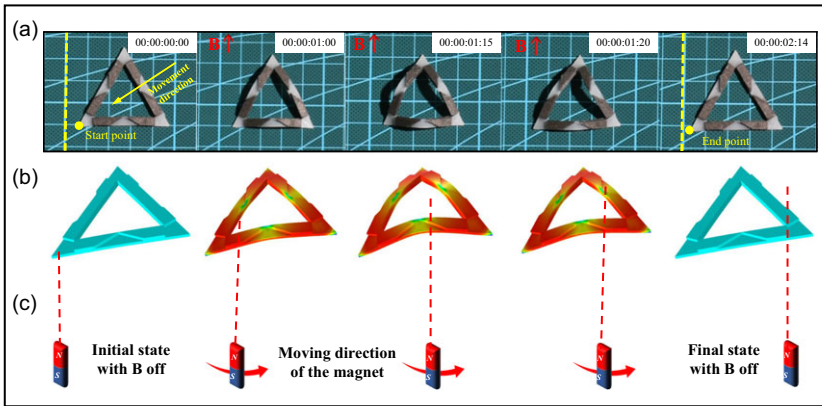 (a)
00:00:00:00
B ↑
00:00:01:00
B ↑
00:00:01:15
B ↑
00:00:01:20
00:00:02:14
Movement
direction
Start point
End point
(b)
(c)
N
S
Initial state
with B off
N
S
Moving direction
of the magnet
N
S
N
S
Final state
with B off
N
S